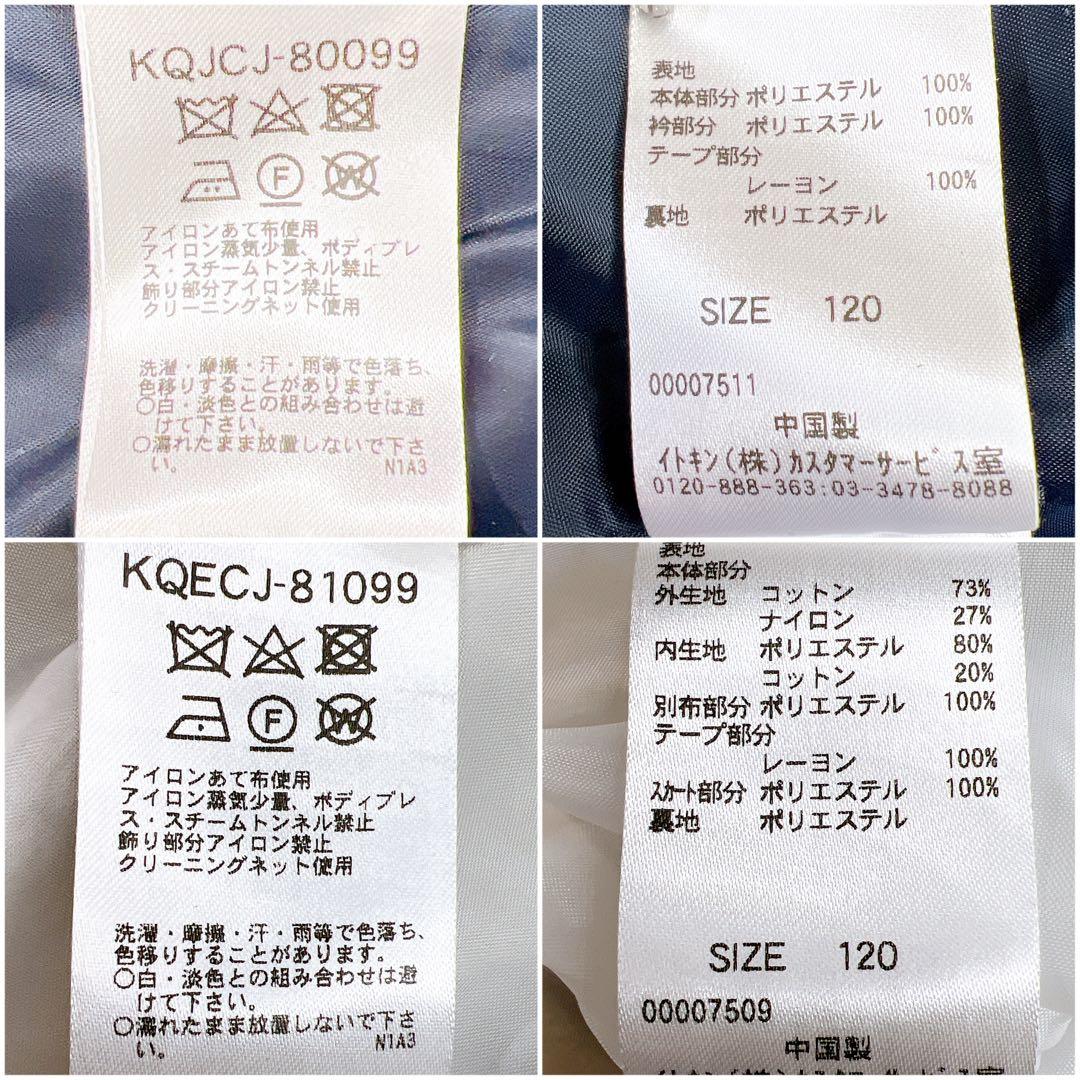 KQJCJ-80099
アイロンあて布使用
アイロン蒸気少量、ボディプレ
ス・スチームトンネル禁止
飾り部分アイロン禁止
クリーニングネット使用
洗濯・摩擦・汗・雨等で色落ち、
色移りすることがあります。
○白・淡色との組み合わせは避
けて下さい。
○濡れたまま放置しないで下さ
い。 N1A3
表地
本体部分 ポリエステル 100%
衿部分 ポリエステル 100%
テープ部分
レーヨン 100%
裏地 ポリエステル
SIZE 120
00007511
中国製
イトキン(株)カスタマーサービス室
0120-888-363:03-3478-8088
KQECJ-81099
アイロンあて布使用
アイロン蒸気少量、ボディプレ
ス・スチームトンネル禁止
飾り部分アイロン禁止
クリーニングネット使用
洗濯・摩擦・汗・雨等で色落ち、
色移りすることがあります。
○白・淡色との組み合わせは避
けて下さい。
○濡れたまま放置しないで下さ
い。 N1A3
表地
本体部分
外生地 コットン 73%
ナイロン 27%
内生地 ポリエステル 80%
コットン 20%
別布部分 ポリエステル 100%
テープ部分
レーヨン 100%
スカート部分 ポリエステル 100%
裏地 ポリエステル
SIZE 120
00007509
中国製
イトキン(株)カスタマーサービス室